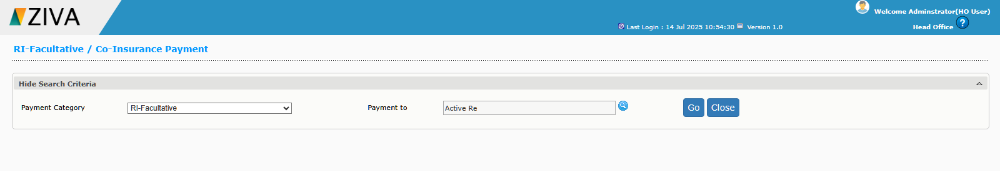 ZIVA
Welcome Adminstrator(HO User)
Last Login : 14 Jul 2025 10:54:30 Version 1.0
Head Office ?
RI-Facultative / Co-Insurance Payment
Hide Search Criteria
Payment Category RI-Facultative Payment to Active Re Go Close